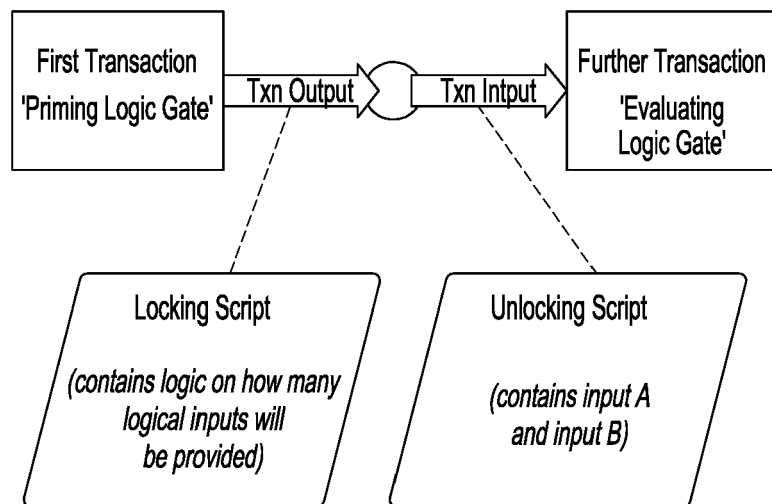 First Transaction
'Priming Logic Gate'
Txn Output
Txn Intput
Further Transaction
'Evaluating
Logic Gate'
Locking Script
(contains logic on how many
logical inputs will
be provided)
Unlocking Script
(contains input A
and input B)